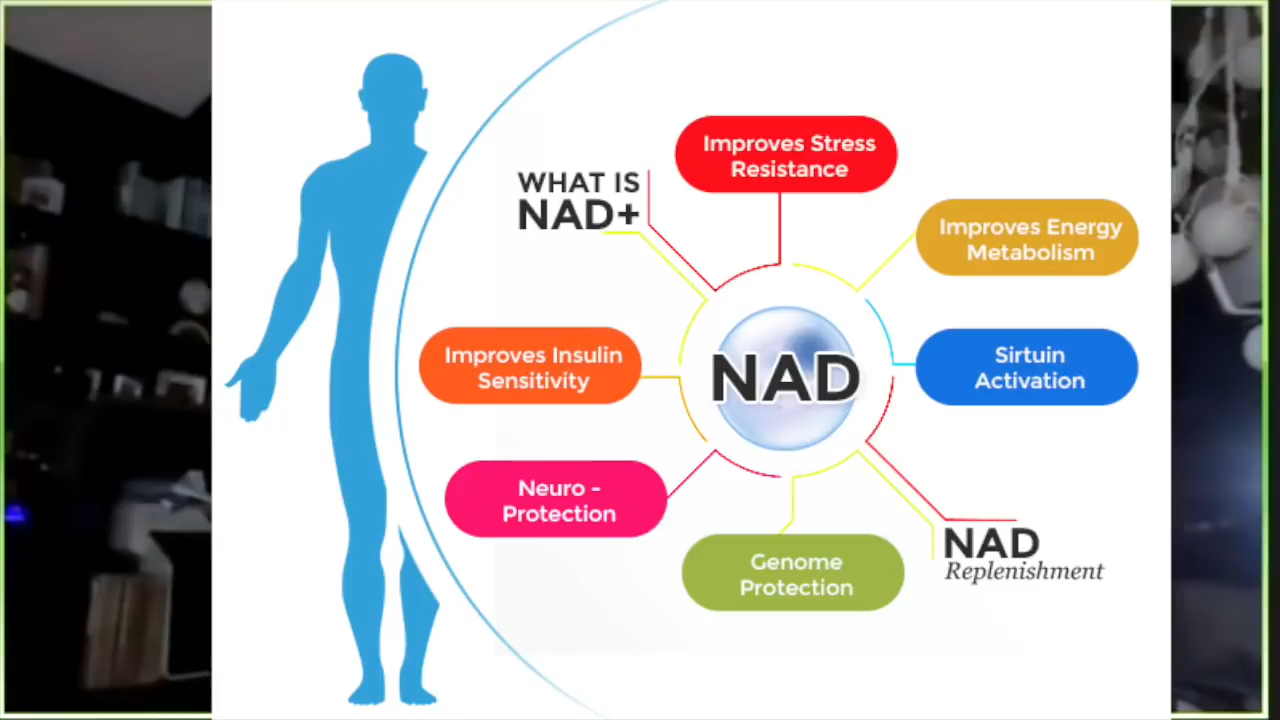 WHAT IS
NAD+
Improves Stress
Resistance
Improves Energy
Metabolism
Improves Insulin
Sensitivity
NAD
Sirtuin
Activation
Neuro -
Protection
Genome
Protection
NAD
Replenishment